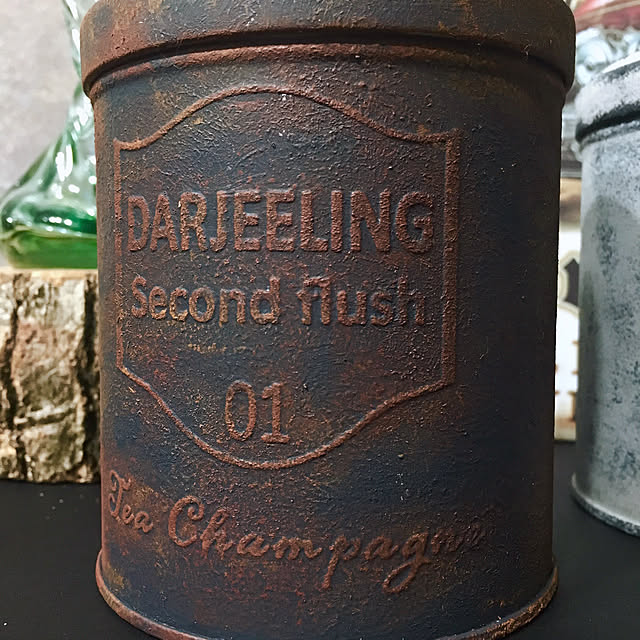 DARJEELING
Second flush
01
Tea Champagne